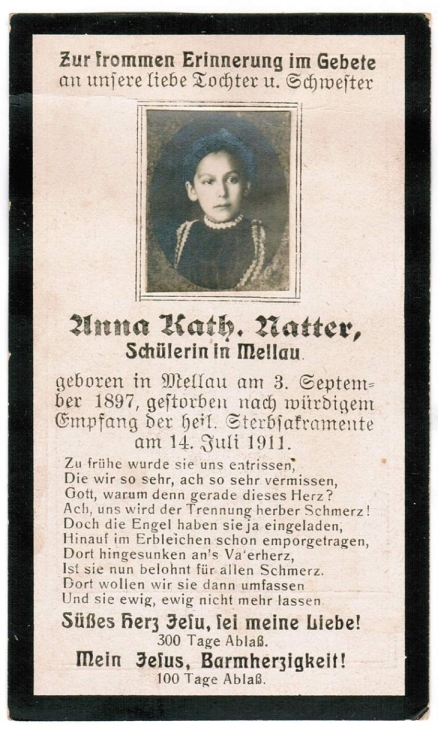 Zur frommen Erinnerung im Gebete
an unsere liebe Tochter u. Schwester
Anna Kath. Natter,
Schülerin in Mellau.
geboren in Mellau am 3. Septem=
ber 1897, gestorben nach würdigem
Empfang der heil. Sterbsakramente
am 14. Juli 1911.
Zu frühe wurde sie uns entrissen,
Die wir so sehr, ach so sehr vermissen,
Gott, warum denn gerade dieses Herz?
Ach, uns wird der Trennung herber Schmerz!
Doch die Engel haben sie ja eingeladen,
Hinauf im Erbleichen schon emporgetragen,
Dort hingesunken an's Va'erherz,
Ist sie nun belohnt für allen Schmerz.
Dort wollen wir sie dann umfassen
Und sie ewig, ewig nicht mehr lassen
Süßes Herz Jesu, sei meine Liebe!
300 Tage Ablaß.
Mein Jesus, Barmherzigkeit!
100 Tage Ablaß.